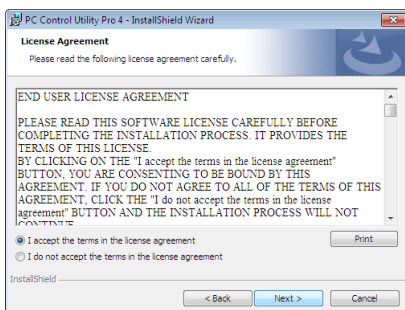 PC Control Utility Pro 4 - InstallShield Wizard
License Agreement
Please read the following license agreement carefully.
END USER LICENSE AGREEMENT
PLEASE READ THIS SOFTWARE LICENSE CAREFULLY BEFORE
COMPLETING THE INSTALLATION PROCESS. IT PROVIDES THE
TERMS OF THIS LICENSE.
BY CLICKING ON THE "I accept the terms in the license agreement"
BUTTON, YOU ARE CONSENTING TO BE BOUND BY THIS
AGREEMENT. IF YOU DO NOT AGREE TO ALL OF THE TERMS OF THIS
AGREEMENT, CLICK THE "I do not accept the terms in the license
agreement" BUTTON AND THE INSTALLATION PROCESS WILL NOT
CONTINUE.
I accept the terms in the license agreement
Print
I do not accept the terms in the license agreement
InstallShield
< Back
Next >
Cancel